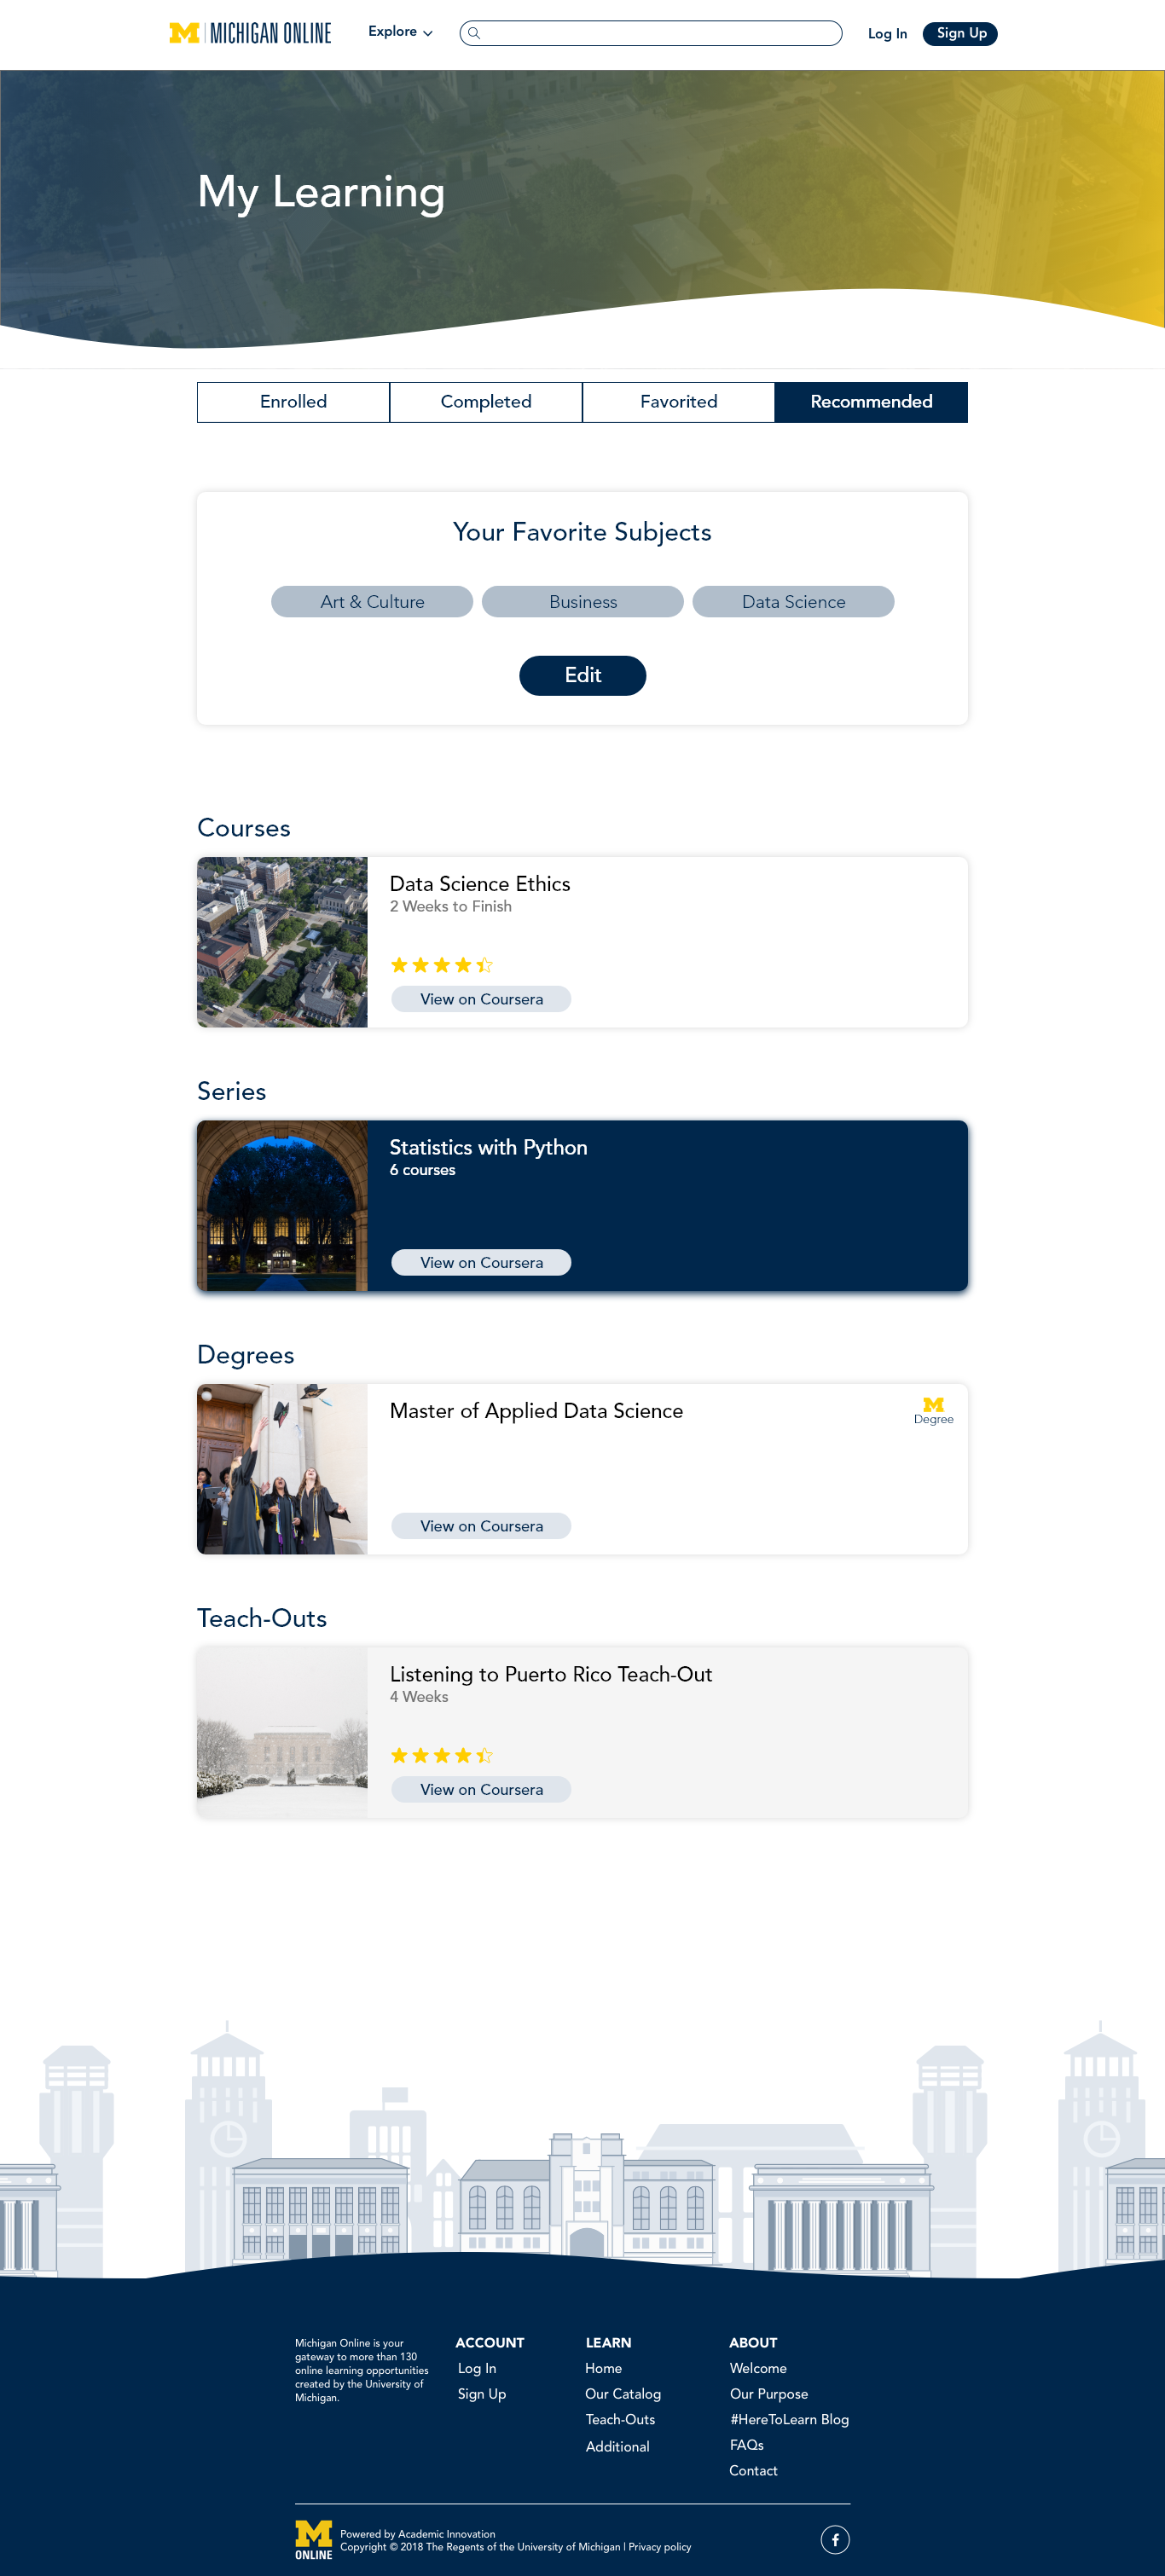 M | MICHIGAN ONLINE
Explore
Log In
Sign Up
My Learning
Enrolled
Completed
Favorited
Recommended
Your Favorite Subjects
Art & Culture
Business
Data Science
Edit
Courses
Data Science Ethics
2 Weeks to Finish
View on Coursera
Series
Statistics with Python
6 courses
View on Coursera
Degrees
Master of Applied Data Science
M
Degree
View on Coursera
Teach-Outs
Listening to Puerto Rico Teach-Out
4 Weeks
View on Coursera
Michigan Online is your
gateway to more than 130
online learning opportunities
created by the University of
Michigan.
ACCOUNT
Log In
Sign Up
LEARN
Home
Our Catalog
Teach-Outs
Additional
ABOUT
Welcome
Our Purpose
#HereToLearn Blog
FAQs
Contact
M
ONLINE
Powered by Academic Innovation
Copyright © 2018 The Regents of the University of Michigan | Privacy policy
f